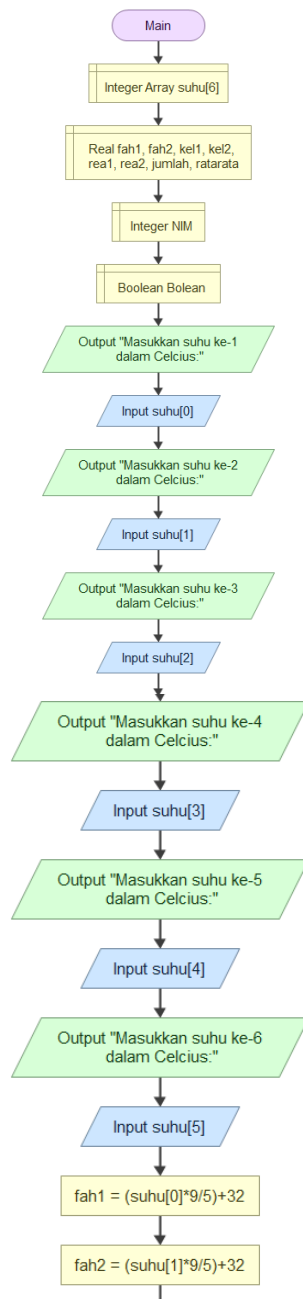 Main
Integer Array suhu[6]
Real fah1, fah2, kel1, kel2,
rea1, rea2, jumlah, ratarata
Integer NIM
Boolean Bolean
Output "Masukkan suhu ke-1
dalam Celcius:"
Input suhu[0]
Output "Masukkan suhu ke-2
dalam Celcius:"
Input suhu[1]
Output "Masukkan suhu ke-3
dalam Celcius:"
Input suhu[2]
Output "Masukkan suhu ke-4
dalam Celcius:"
Input suhu[3]
Output "Masukkan suhu ke-5
dalam Celcius:"
Input suhu[4]
Output "Masukkan suhu ke-6
dalam Celcius:"
Input suhu[5]
fah1 = (suhu[0]*9/5)+32
fah2 = (suhu[1]*9/5)+32